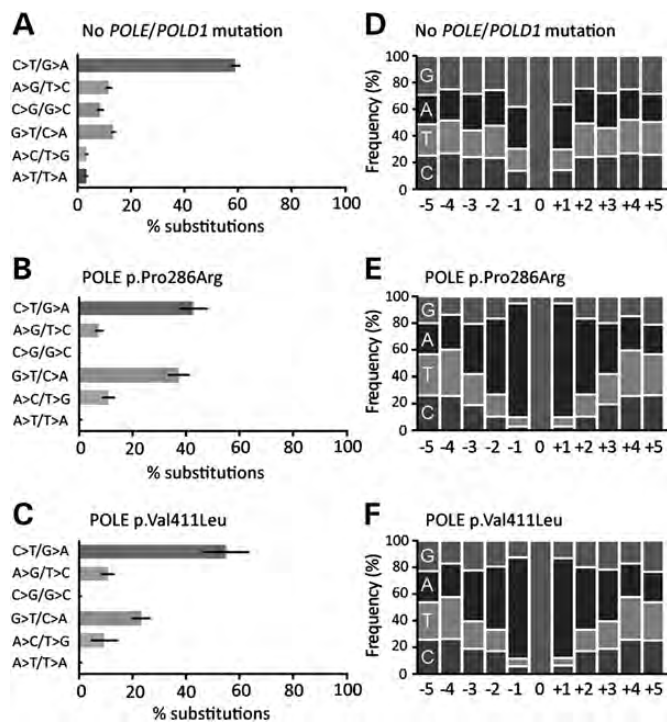 A No POLE/POLD1 mutation
C>T/G>A
A>G/T>C
C>G/G>C
G>T/C>A
A>C/T>G
A>T/T>A
0 20 40 60 80 100
% substitutions
D No POLE/POLD1 mutation
Frequency (%)
100
80
60
40
20
0
G
A
T
C
-5 -4 -3 -2 -1 0 +1 +2 +3 +4 +5
B POLE p.Pro286Arg
C>T/G>A
A>G/T>C
C>G/G>C
G>T/C>A
A>C/T>G
A>T/T>A
0 20 40 60 80 100
% substitutions
E POLE p.Pro286Arg
Frequency (%)
100
80
60
40
20
0
G
A
T
C
-5 -4 -3 -2 -1 0 +1 +2 +3 +4 +5
C POLE p.Val411Leu
C>T/G>A
A>G/T>C
C>G/G>C
G>T/C>A
A>C/T>G
A>T/T>A
0 20 40 60 80 100
% substitutions
F POLE p.Val411Leu
Frequency (%)
100
80
60
40
20
0
G
A
T
C
-5 -4 -3 -2 -1 0 +1 +2 +3 +4 +5